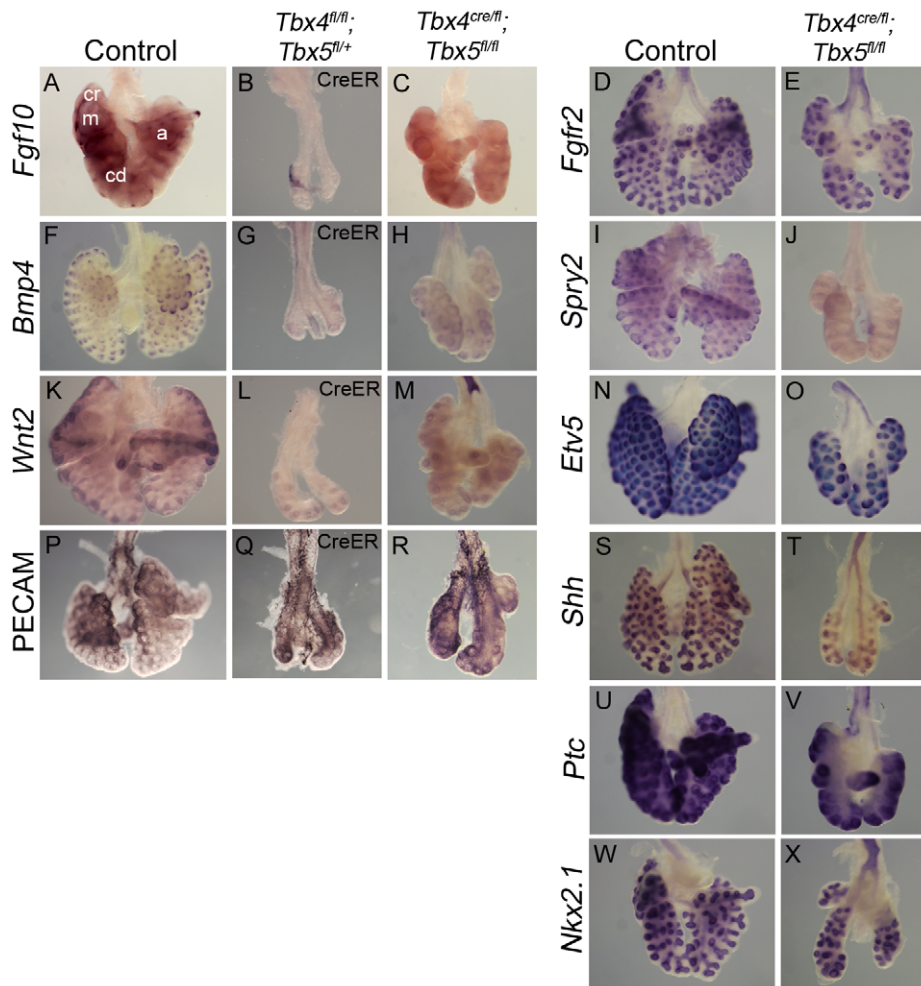 Control
Tbx4fl/fl;
Tbx5fl/+
Tbx4cre/fl;
Tbx5fl/fl
Control
Tbx4cre/fl;
Tbx5fl/fl
Fgf10
A
cr
m
a
cd
B
CreER
C
Fgfr2
D
E
Bmp4
F
G
CreER
H
Spry2
I
J
Wnt2
K
L
CreER
M
Etv5
N
O
PECAM
P
Q
CreER
R
Shh
S
T
Ptc
U
V
Nkx2.1
W
X